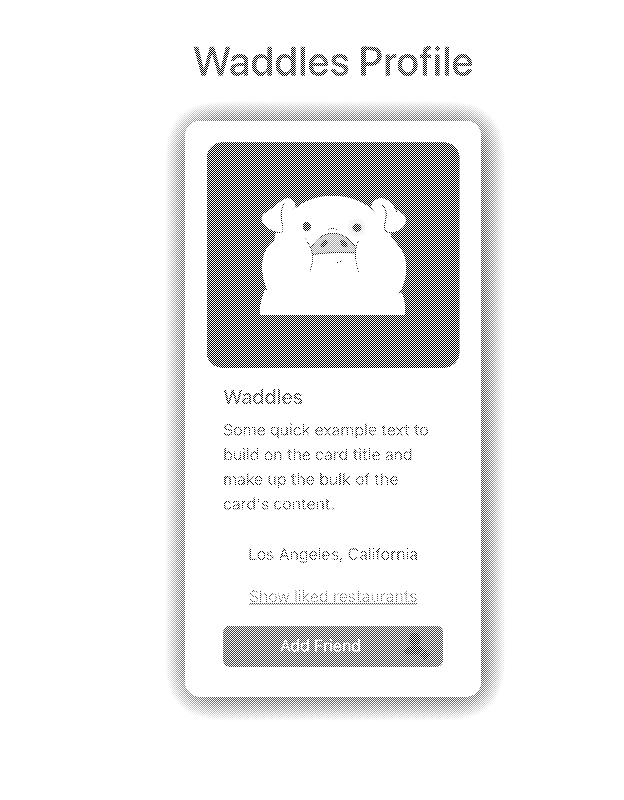 Waddles Profile
Waddles
Some quick example text to
build on the card title and
make up the bulk of the
card's content.
Los Angeles, California
Show liked restaurants
Add Friend